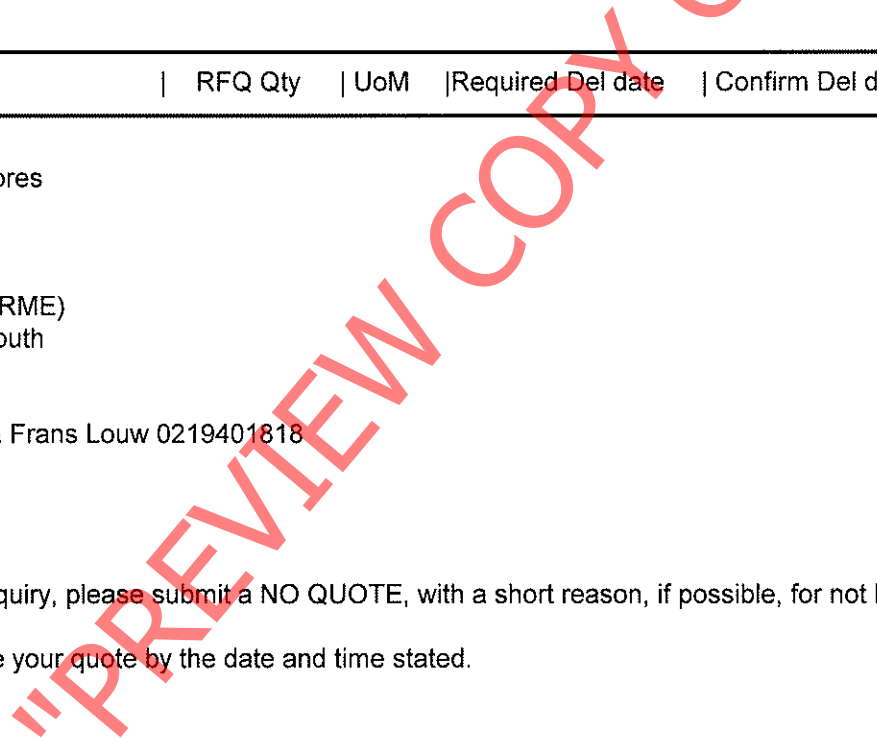 | RFQ Qty | UoM |Required Del date | Confirm Del d
ores
RME)
outh
. Frans Louw 0219401818
quiry, please submit a NO QUOTE, with a short reason, if possible, for not
e your quote by the date and time stated.
"PREVIEW COPY